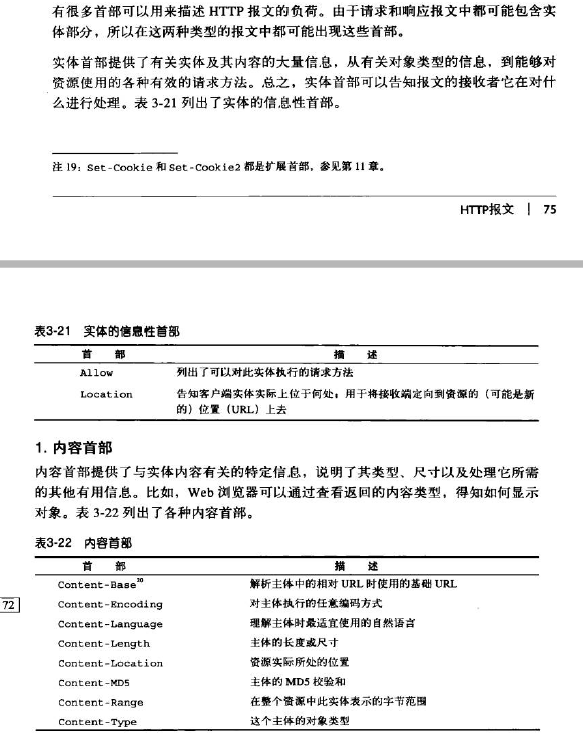 有很多首部可以用来描述 HTTP 报文的负荷。由于请求和响应报文中都可能包含实
体部分，所以在这两种类型的报文中都可能出现这些首部。
实体首部提供了有关实体及其内容的大量信息，从有关对象类型的信息，到能够对
资源使用的各种有效的请求方法。总之，实体首部可以告知报文的接收者它在对什
么进行处理。表 3-21 列出了实体的信息性首部。
注 19：Set-Cookie 和 Set-Cookie2 都是扩展首部，参见第 11 章。
HTTP报文 | 75
表3-21 实体的信息性首部
首 部 描 述
Allow 列出了可以对此实体执行的请求方法
Location 告知客户端实体实际上位于何处；用于将接收端定向到资源的（可能是新
的）位置（URL）上去
1. 内容首部
内容首部提供了与实体内容有关的特定信息，说明了其类型、尺寸以及处理它所需
的其他有用信息。比如，Web 浏览器可以通过查看返回的内容类型，得知如何显示
对象。表 3-22 列出了各种内容首部。
表3-22 内容首部
首 部 描 述
Content-Base20 解析主体中的相对 URL 时使用的基础 URL
72 Content-Encoding 对主体执行的任意编码方式
Content-Language 理解主体时最适宜使用的自然语言
Content-Length 主体的长度或尺寸
Content-Location 资源实际所处的位置
Content-MD5 主体的 MD5 校验和
Content-Range 在整个资源中此实体表示的字节范围
Content-Type 这个主体的对象类型